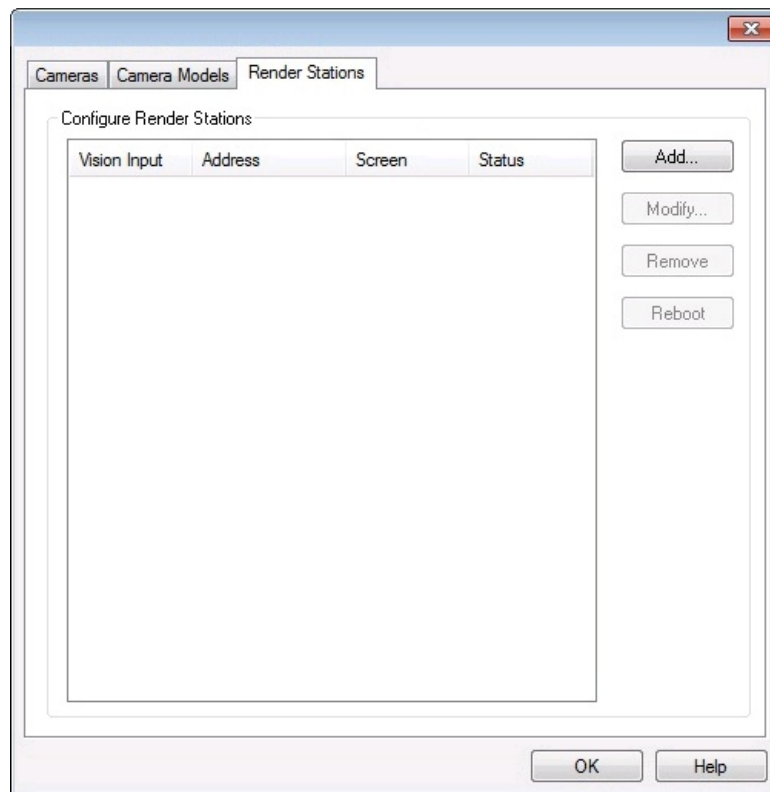 Cameras Camera Models Render Stations
Configure Render Stations
Vision Input Address Screen Status
Add...
Modify...
Remove
Reboot
OK Help